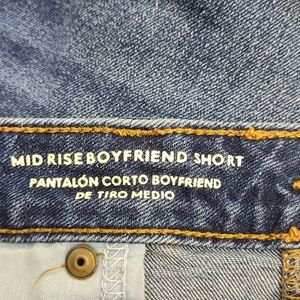 MID RISE BOYFRIEND SHORT
PANTALÓN CORTO BOYFRIEND
DE TIRO MEDIO